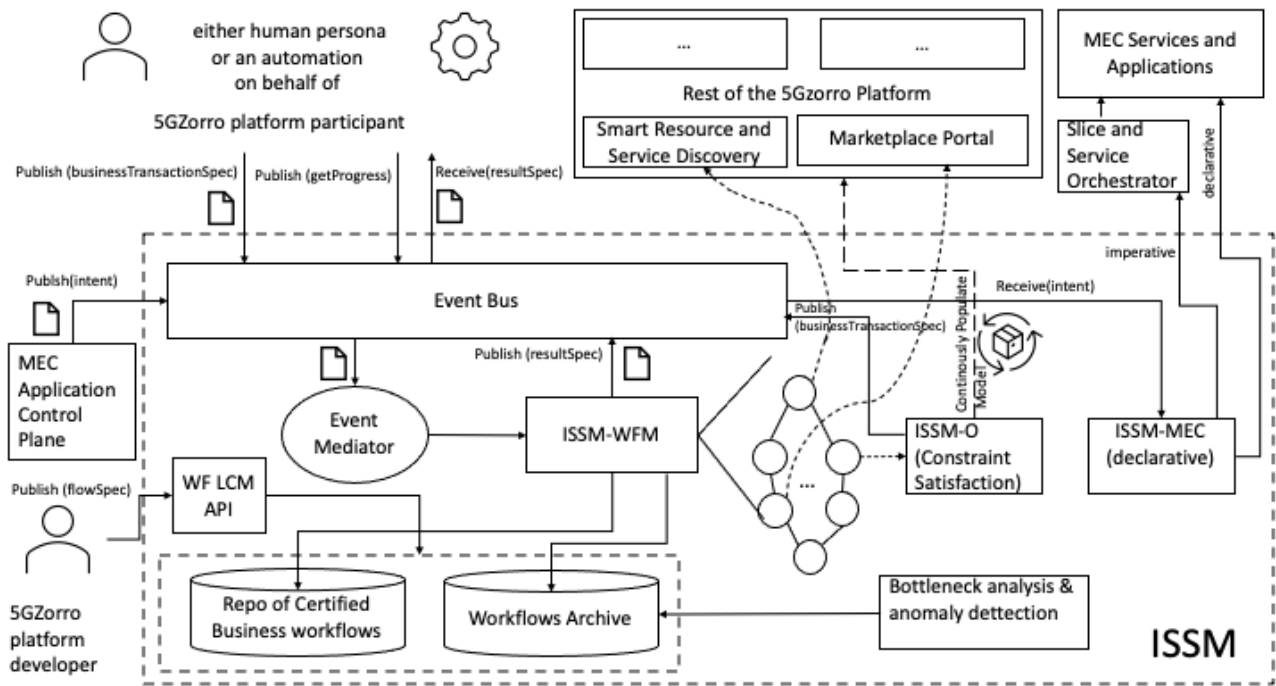 either human persona
or an automation
on behalf of
5GZorro platform participant
...
...
Rest of the 5Gzorro Platform
Smart Resource and
Service Discovery
Marketplace Portal
MEC Services and
Applications
Slice and
Service
Orchestrator
declarative
imperative
Publish (businessTransactionSpec)
Publish (getProgress)
Receive(resultSpec)
Publsh(intent)
Event Bus
Receive(intent)
Publish
(businessTransactionSpec)
Continously Populate
Model
MEC
Application
Control
Plane
Publish (resultSpec)
Event
Mediator
ISSM-WFM
...
ISSM-O
(Constraint
Satisfaction)
ISSM-MEC
(declarative)
Publish (flowSpec)
WF LCM
API
5GZorro
platform
developer
Repo of Certified
Business workflows
Workflows Archive
Bottleneck analysis &
anomaly dettection
ISSM